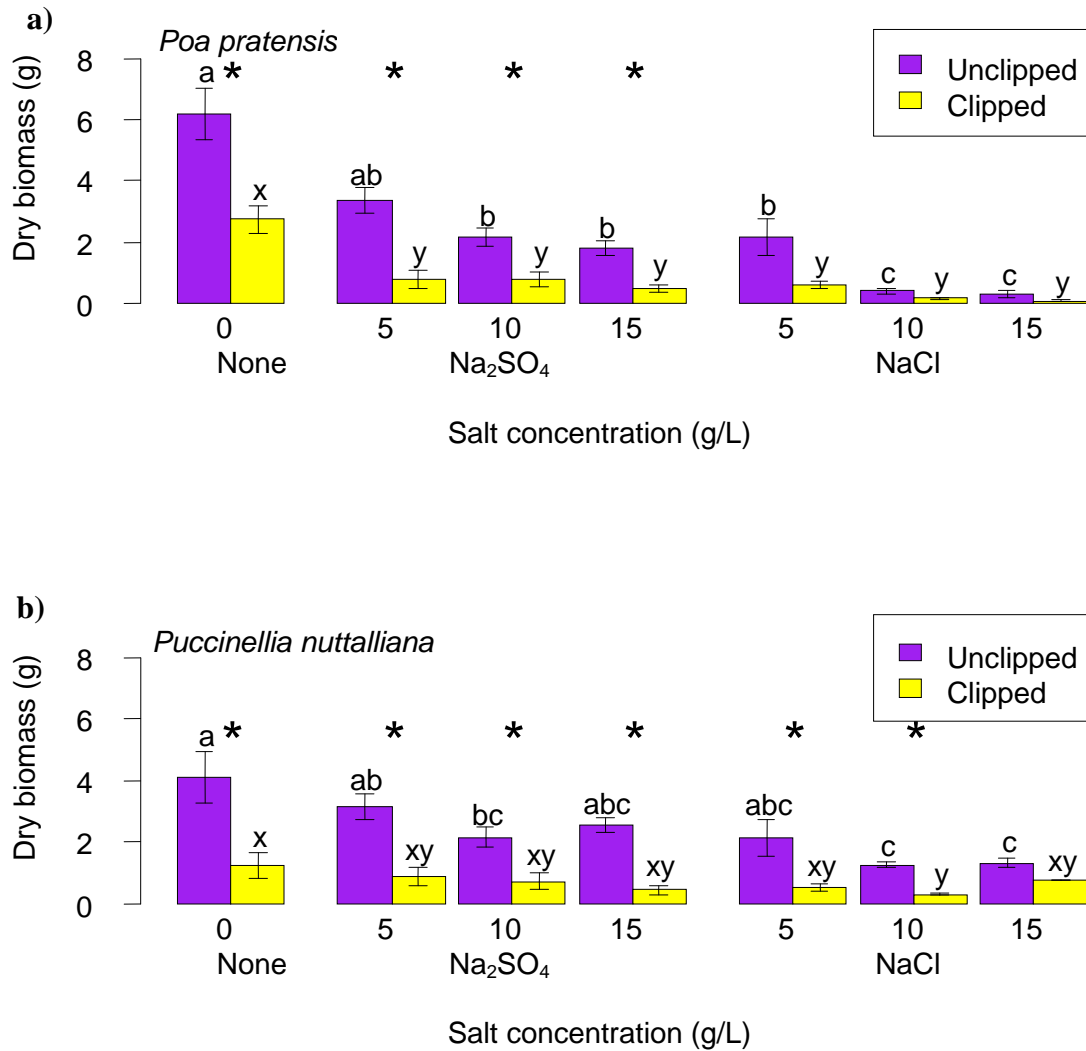 a)
Poa pratensis
Unclipped
Clipped
Dry biomass (g)
8
6
4
2
0
a *
x
ab *
y
b *
y
b *
y
b
y
c
y
c
y
0 5 10 15 5 10 15
None Na₂SO₄ NaCl
Salt concentration (g/L)
b)
Puccinellia nuttalliana
Unclipped
Clipped
Dry biomass (g)
8
6
4
2
0
a *
x
ab *
xy
bc *
xy
abc *
xy
abc *
xy
c *
y
c
xy
0 5 10 15 5 10 15
None Na₂SO₄ NaCl
Salt concentration (g/L)